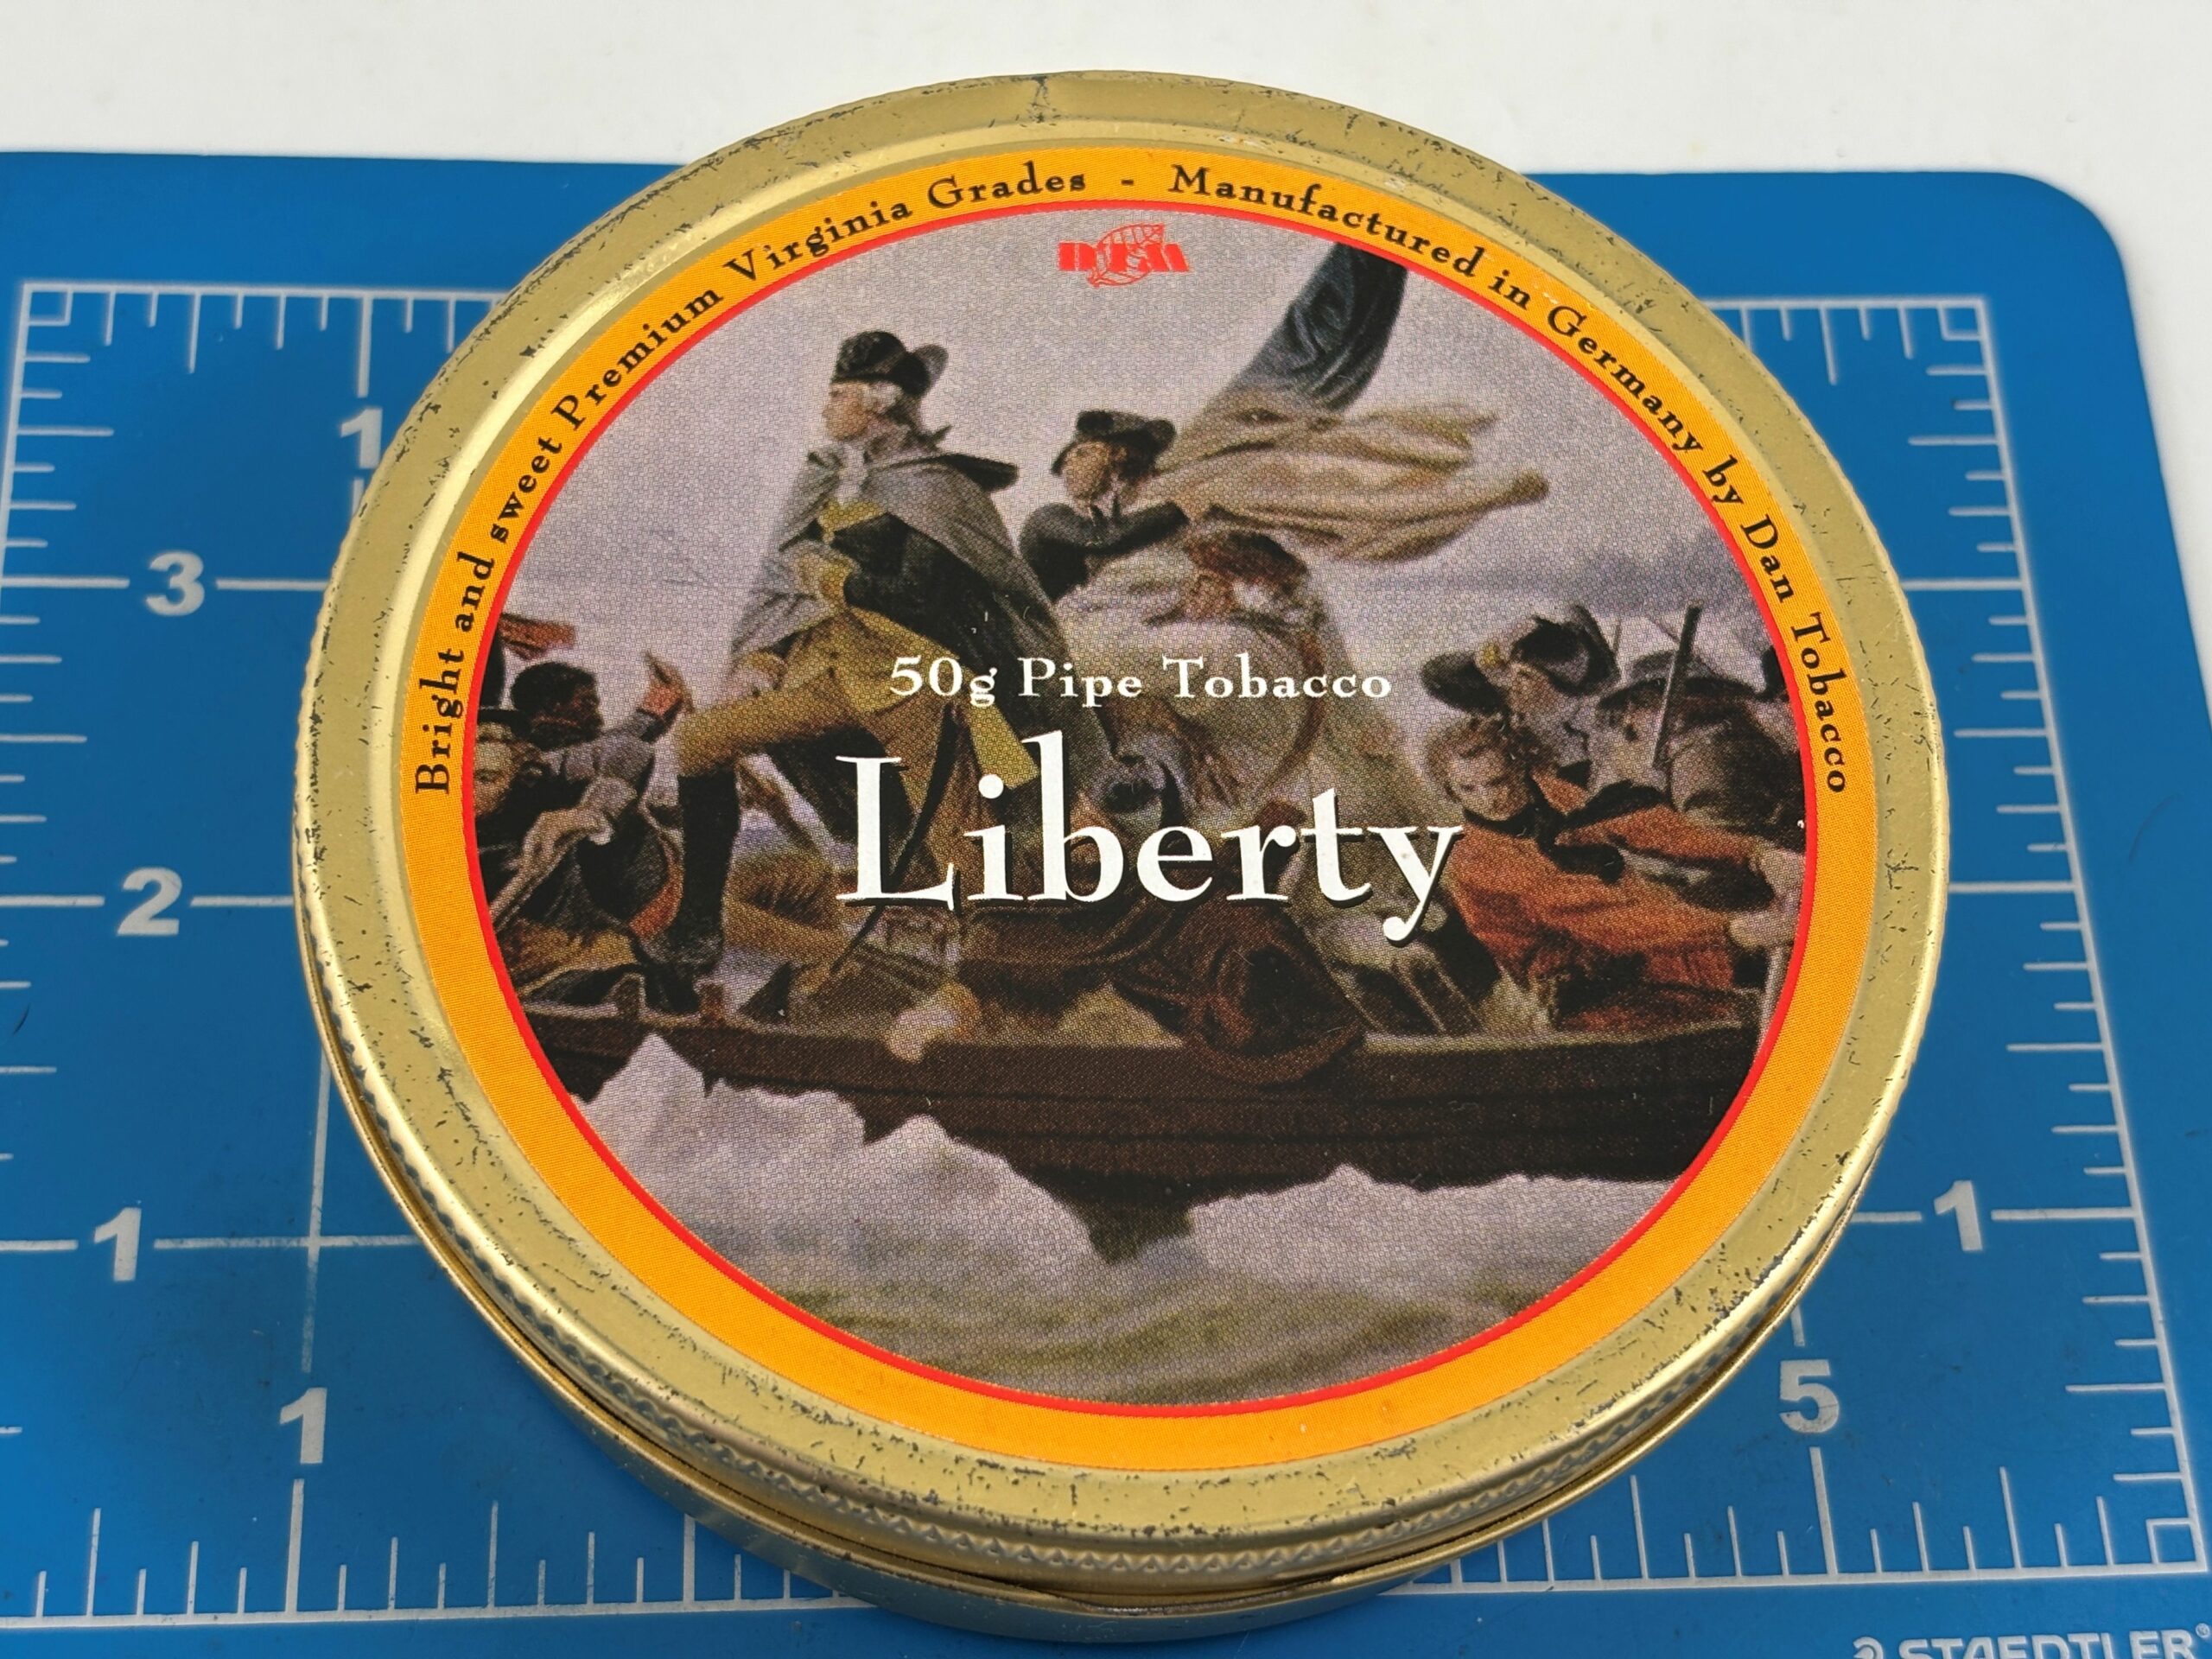 Bright and sweet Premium Virginia Grades - Manufactured in Germany by Dan Tobacco
50g Pipe Tobacco
Liberty
1
3
2
1
1
1
5
STAEDTLER®